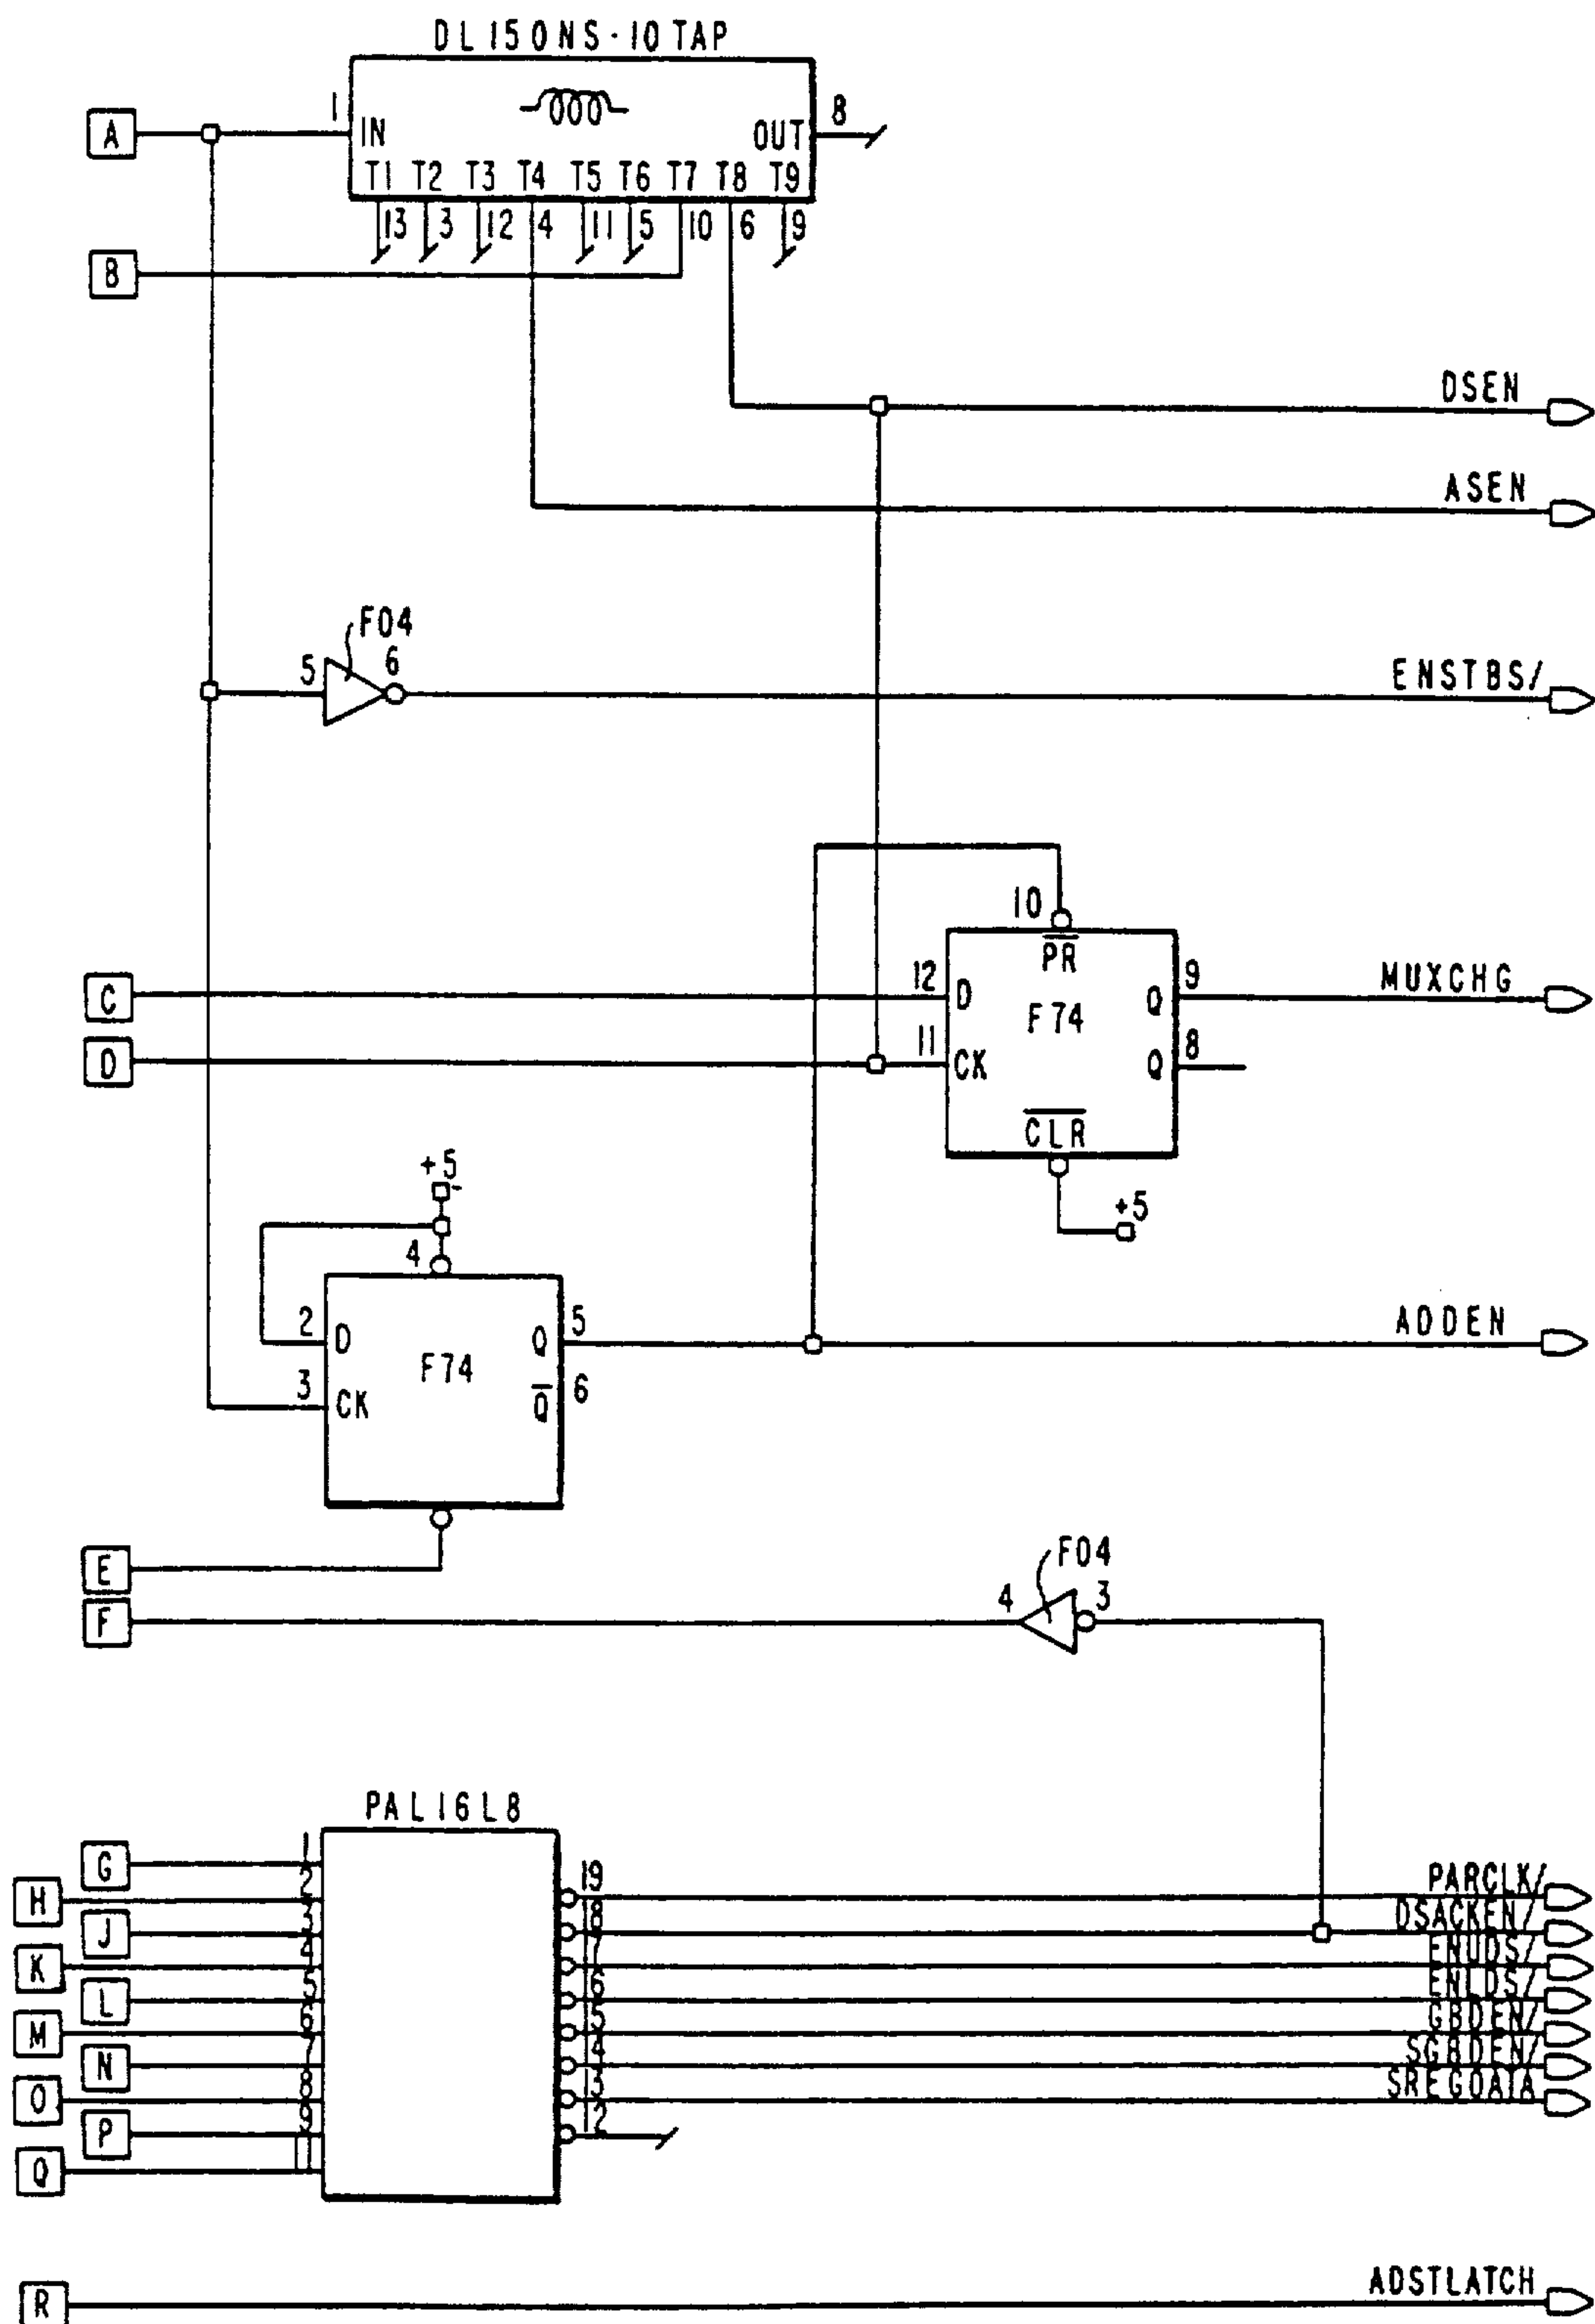 DL150NS-10TAP
A
1
IN
OUT
8
T1 T2 T3 T4 T5 T6 T7 T8 T9
13 3 12 4 11 5 10 6 9
B
DSEN
ASEN
F04
5
6
ENSTBS/
10
PR
C
12
D
F74
Q
9
MUXCHG
D
11
CK
Q
8
CLR
+5
+5
4
2
D
F74
Q
5
ADDEN
3
CK
Q
6
E
F04
F
4
3
PAL16L8
G
1
H
2
19
PARCLK/
J
3
18
DSACKEN/
K
4
17
ENUDS/
L
5
16
ENLDS/
M
6
15
GBDEN/
N
7
14
SGBDEN/
O
8
13
SREGDATA
P
9
12
Q
11
R
ADSTLATCH